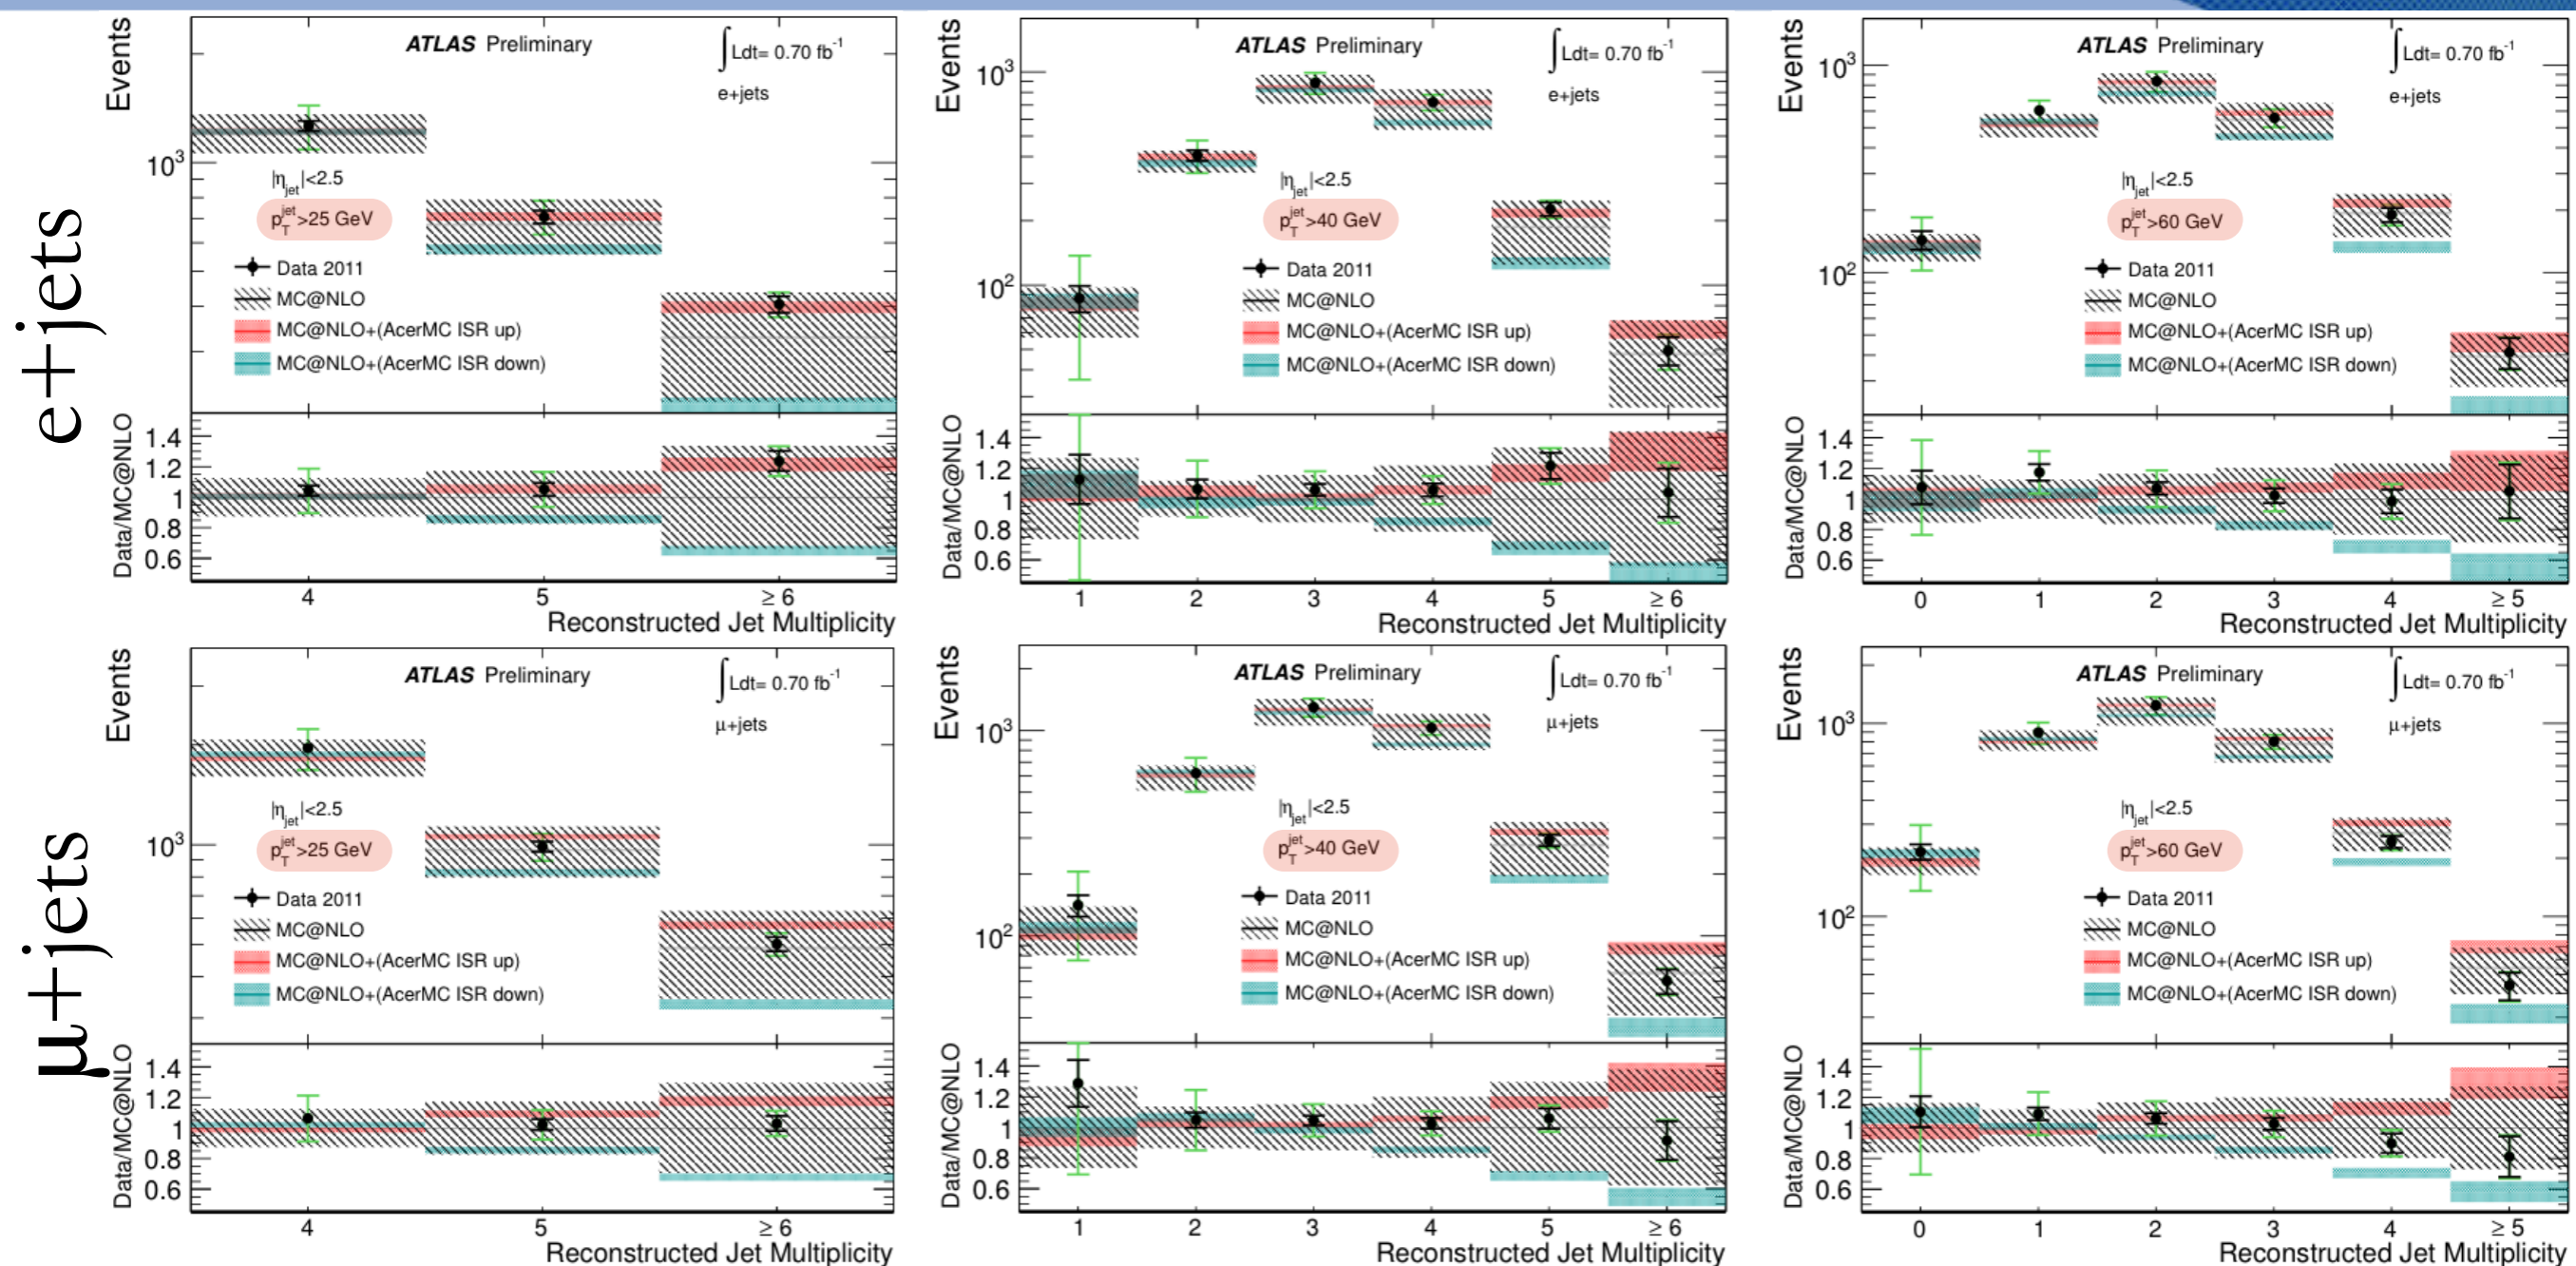 e+jets
Events
ATLAS Preliminary
∫Ldt= 0.70 fb⁻¹
e+jets
10³
|η_jet|<2.5
p_T^jet>25 GeV
Data 2011
MC@NLO
MC@NLO+(AcerMC ISR up)
MC@NLO+(AcerMC ISR down)
Data/MC@NLO
1.4
1.2
1
0.8
0.6
4 5 ≥ 6
Reconstructed Jet Multiplicity
Events
ATLAS Preliminary
∫Ldt= 0.70 fb⁻¹
e+jets
10³
|η_jet|<2.5
p_T^jet>40 GeV
Data 2011
10²
MC@NLO
MC@NLO+(AcerMC ISR up)
MC@NLO+(AcerMC ISR down)
Data/MC@NLO
1.4
1.2
1
0.8
0.6
1 2 3 4 5 ≥ 6
Reconstructed Jet Multiplicity
Events
ATLAS Preliminary
∫Ldt= 0.70 fb⁻¹
10³
e+jets
|η_jet|<2.5
p_T^jet>60 GeV
Data 2011
10²
MC@NLO
MC@NLO+(AcerMC ISR up)
MC@NLO+(AcerMC ISR down)
Data/MC@NLO
1.4
1.2
1
0.8
0.6
0 1 2 3 4 ≥ 5
Reconstructed Jet Multiplicity
μ+jets
Events
ATLAS Preliminary
∫Ldt= 0.70 fb⁻¹
μ+jets
|η_jet|<2.5
10³
p_T^jet>25 GeV
Data 2011
MC@NLO
MC@NLO+(AcerMC ISR up)
MC@NLO+(AcerMC ISR down)
Data/MC@NLO
1.4
1.2
1
0.8
0.6
4 5 ≥ 6
Reconstructed Jet Multiplicity
Events
ATLAS Preliminary
∫Ldt= 0.70 fb⁻¹
μ+jets
10³
|η_jet|<2.5
p_T^jet>40 GeV
Data 2011
MC@NLO
10²
MC@NLO+(AcerMC ISR up)
MC@NLO+(AcerMC ISR down)
Data/MC@NLO
1.4
1.2
1
0.8
0.6
1 2 3 4 5 ≥ 6
Reconstructed Jet Multiplicity
Events
ATLAS Preliminary
∫Ldt= 0.70 fb⁻¹
μ+jets
10³
|η_jet|<2.5
p_T^jet>60 GeV
Data 2011
10²
MC@NLO
MC@NLO+(AcerMC ISR up)
MC@NLO+(AcerMC ISR down)
Data/MC@NLO
1.4
1.2
1
0.8
0.6
0 1 2 3 4 ≥ 5
Reconstructed Jet Multiplicity